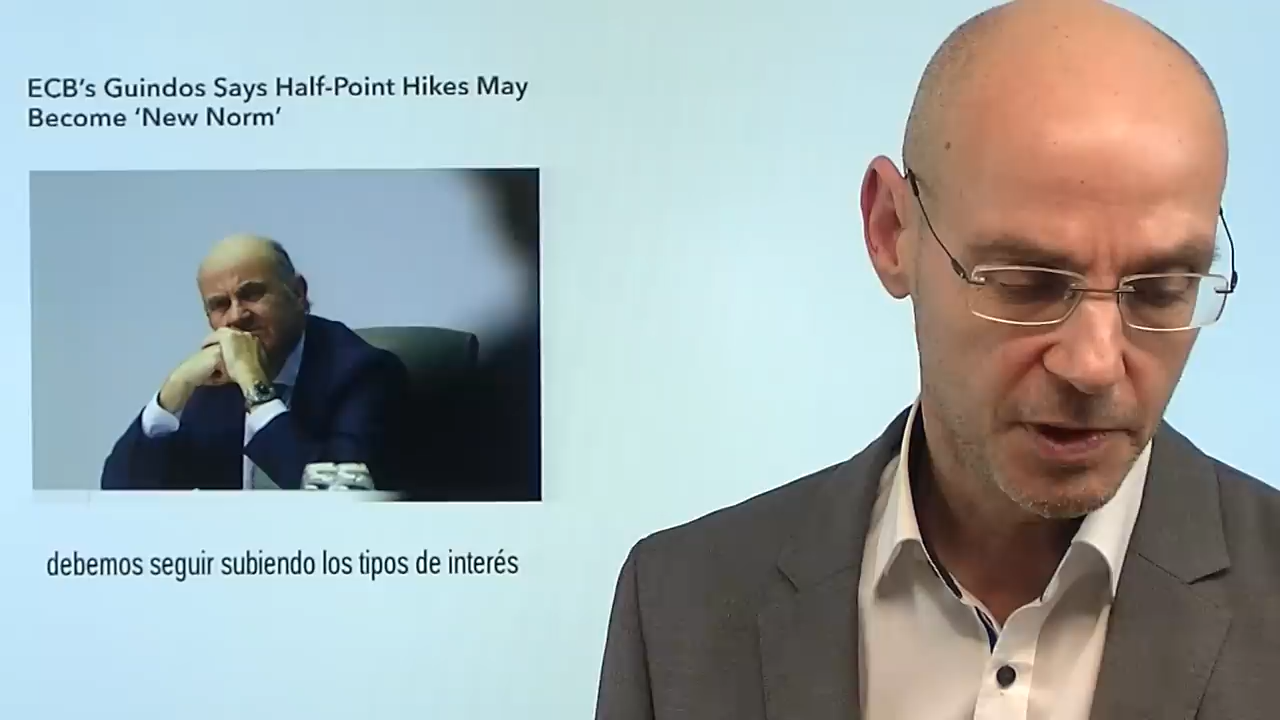 ECB’s Guindos Says Half-Point Hikes May
Become ‘New Norm’
debemos seguir subiendo los tipos de interés